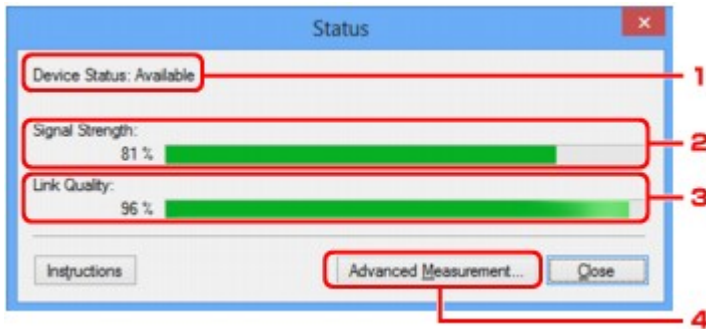 Status
Device Status: Available
1
Signal Strength:
81 %
2
Link Quality:
96 %
3
Instructions
Advanced Measurement...
Close
4